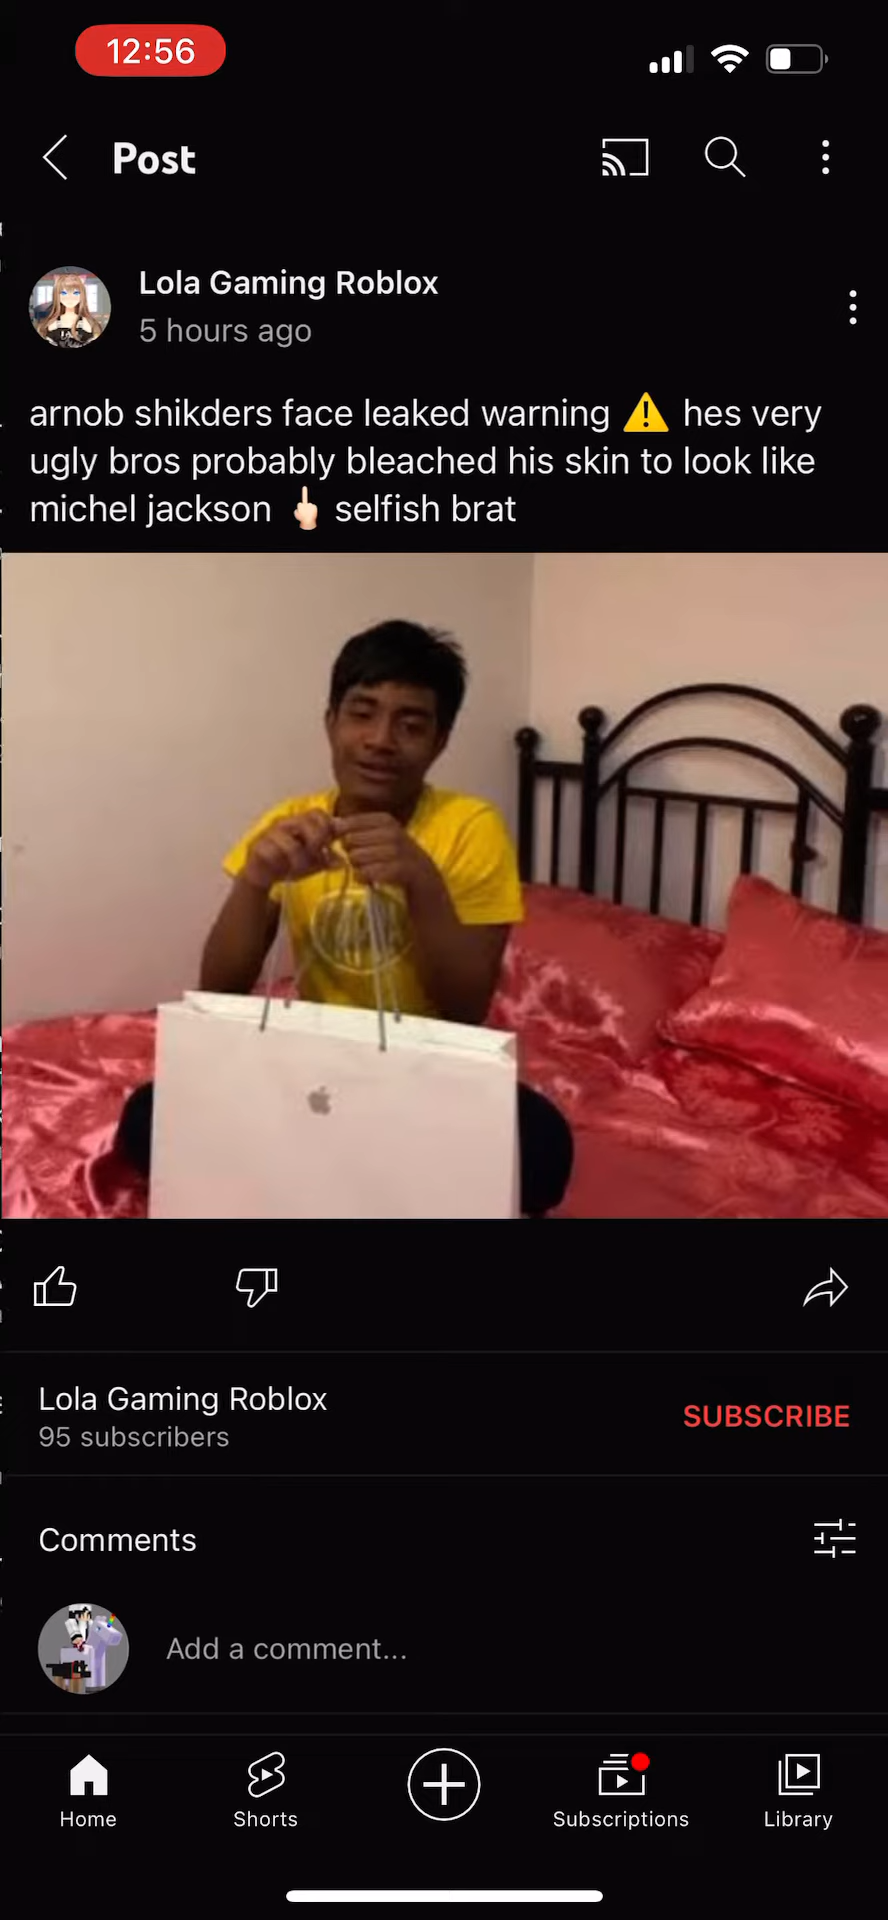 12:56
Post
Lola Gaming Roblox
5 hours ago
arnob shikders face leaked warning ⚠️ hes very
ugly bros probably bleached his skin to look like
michel jackson 🖕🏻 selfish brat
Lola Gaming Roblox
95 subscribers
SUBSCRIBE
Comments
Add a comment...
Home
Shorts
Subscriptions
Library